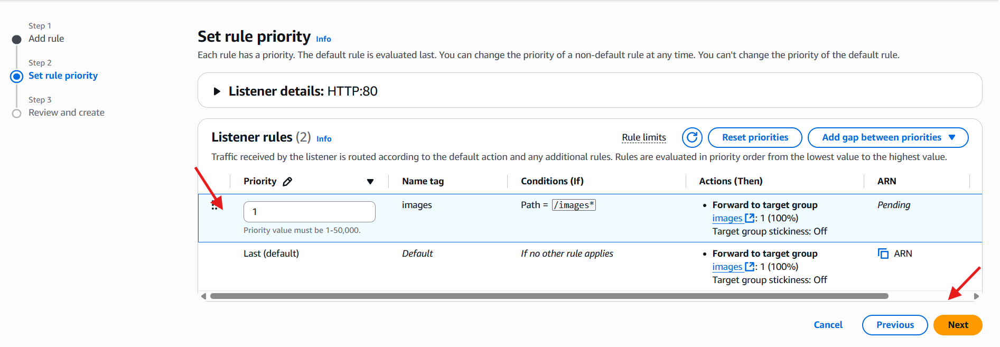 Step 1
Add rule
Step 2
Set rule priority
Step 3
Review and create
Set rule priority Info
Each rule has a priority. The default rule is evaluated last. You can change the priority of a non-default rule at any time. You can't change the priority of the default rule.
Listener details: HTTP:80
Listener rules (2) Info
Rule limits
Reset priorities
Add gap between priorities
Traffic received by the listener is routed according to the default action and any additional rules. Rules are evaluated in priority order from the lowest value to the highest value.
Priority Name tag Conditions (If) Actions (Then) ARN
1
Priority value must be 1-50,000.
images
Path = /images*
Forward to target group
images: 1 (100%)
Target group stickiness: Off
Pending
Last (default)
Default
If no other rule applies
Forward to target group
images: 1 (100%)
Target group stickiness: Off
ARN
Cancel Previous Next